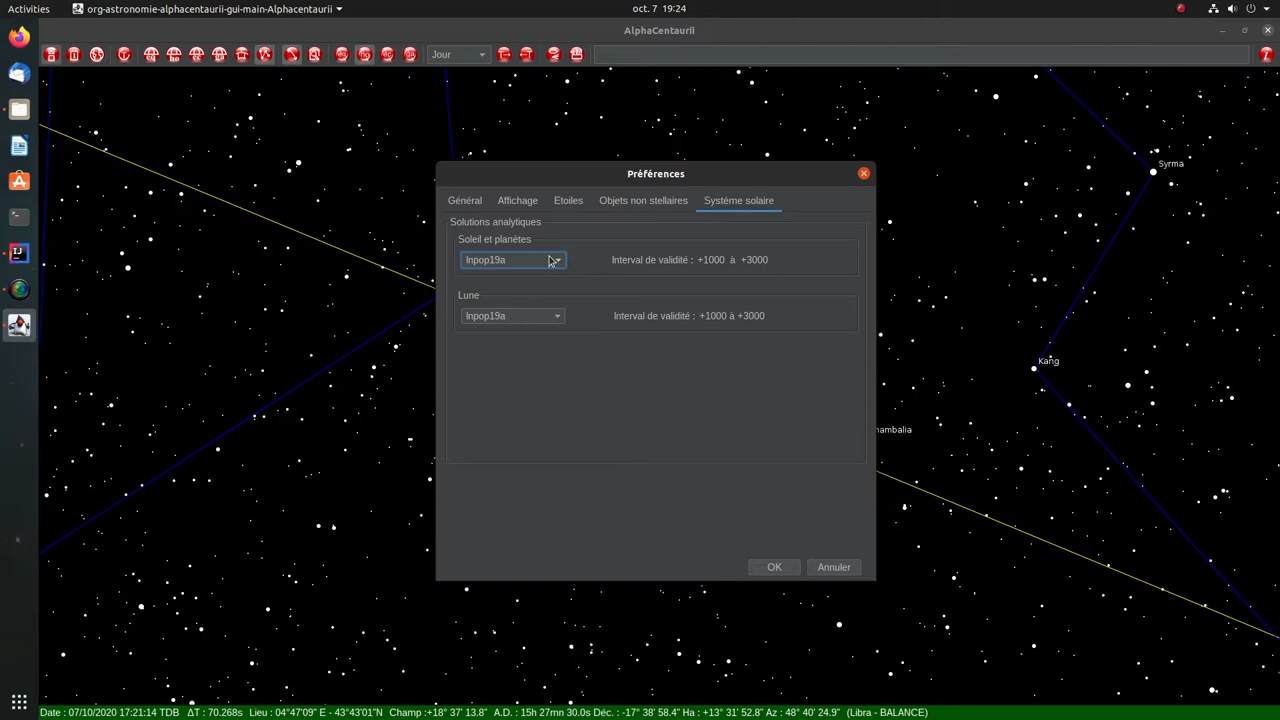 Activities
org-astronomie-alphacentaurii-gui-main-Alphacentaurii
oct. 7 19:24
AlphaCentaurii
Jour
Syrma
Préférences
Général Affichage Etoiles Objets non stellaires Systéme solaire
Solutions analytiques
Soleil et planètes
Inpop19a Interval de validité : +1000 à +3000
Lune
Inpop19a Interval de validité : +1000 à +3000
Kang
hambalia
OK Annuler
Date : 07/10/2020 17:21:14 TDB ΔT : 70.268s Lieu : 04°47'09" E - 43°43'01"N Champ :+18° 37' 13.8" A.D. : 15h 27mn 30.0s Déc. : -17° 38' 58.4" Ha : +13° 31' 52.8" Az : 48° 40' 24.9" (Libra - BALANCE)